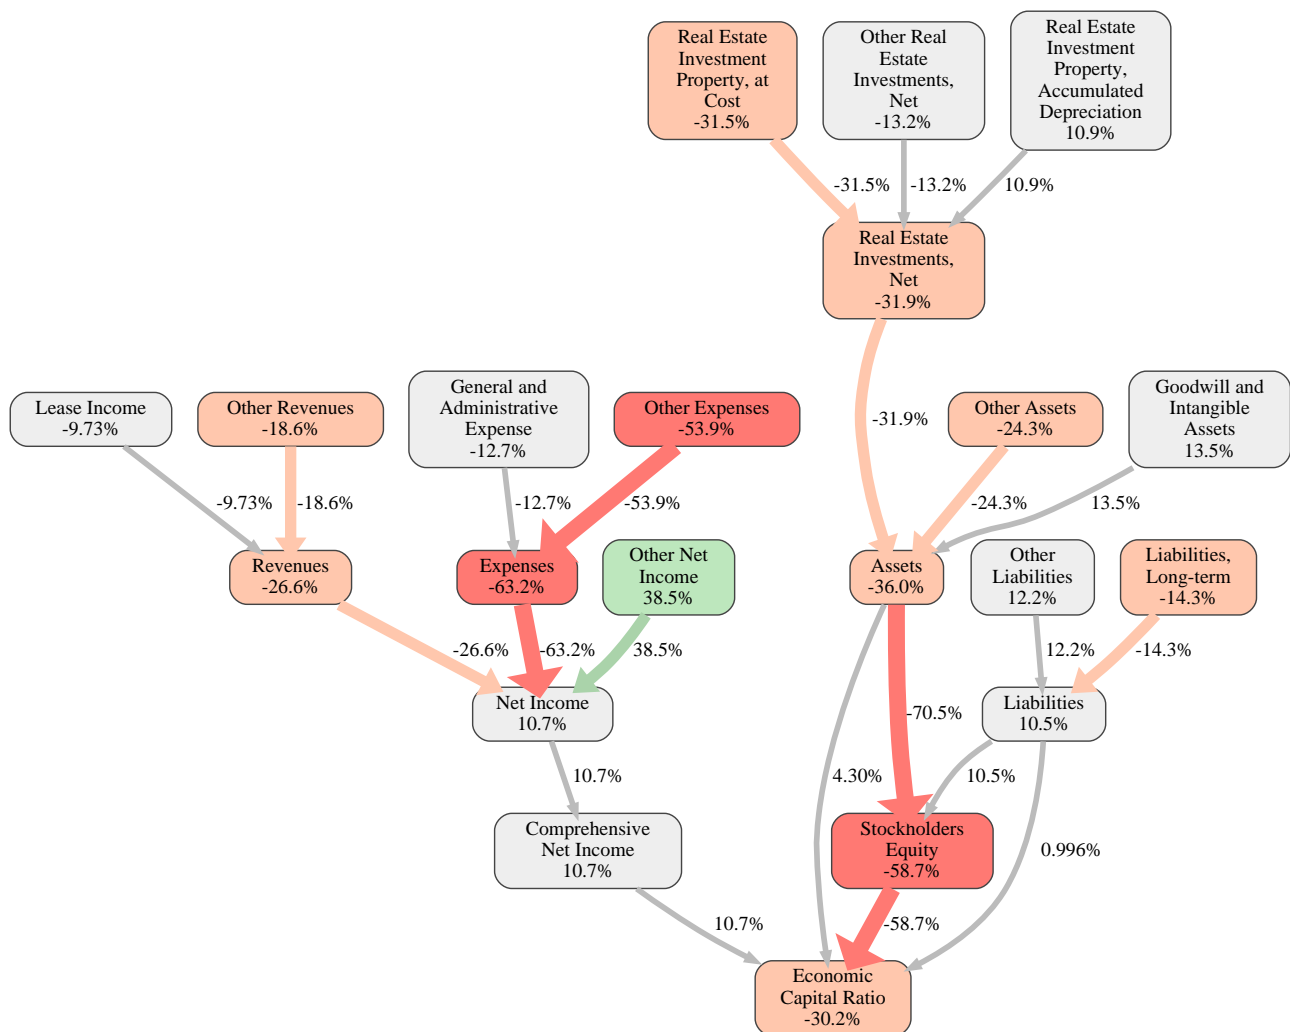 Real Estate
Investment
Property, at
Cost
-31.5%
Other Real
Estate
Investments,
Net
-13.2%
Real Estate
Investment
Property,
Accumulated
Depreciation
10.9%
-31.5%
-13.2%
10.9%
Real Estate
Investments,
Net
-31.9%
Lease Income
-9.73%
Other Revenues
-18.6%
General and
Administrative
Expense
-12.7%
Other Expenses
-53.9%
-31.9%
Other Assets
-24.3%
Goodwill and
Intangible
Assets
13.5%
-9.73%
-18.6%
-12.7%
-53.9%
-24.3%
13.5%
Revenues
-26.6%
Expenses
-63.2%
Other Net
Income
38.5%
Assets
-36.0%
Other
Liabilities
12.2%
Liabilities,
Long-term
-14.3%
-26.6%
-63.2%
38.5%
12.2%
-14.3%
Net Income
10.7%
-70.5%
Liabilities
10.5%
10.7%
4.30%
10.5%
Comprehensive
Net Income
10.7%
Stockholders
Equity
-58.7%
0.996%
10.7%
-58.7%
Economic
Capital Ratio
-30.2%